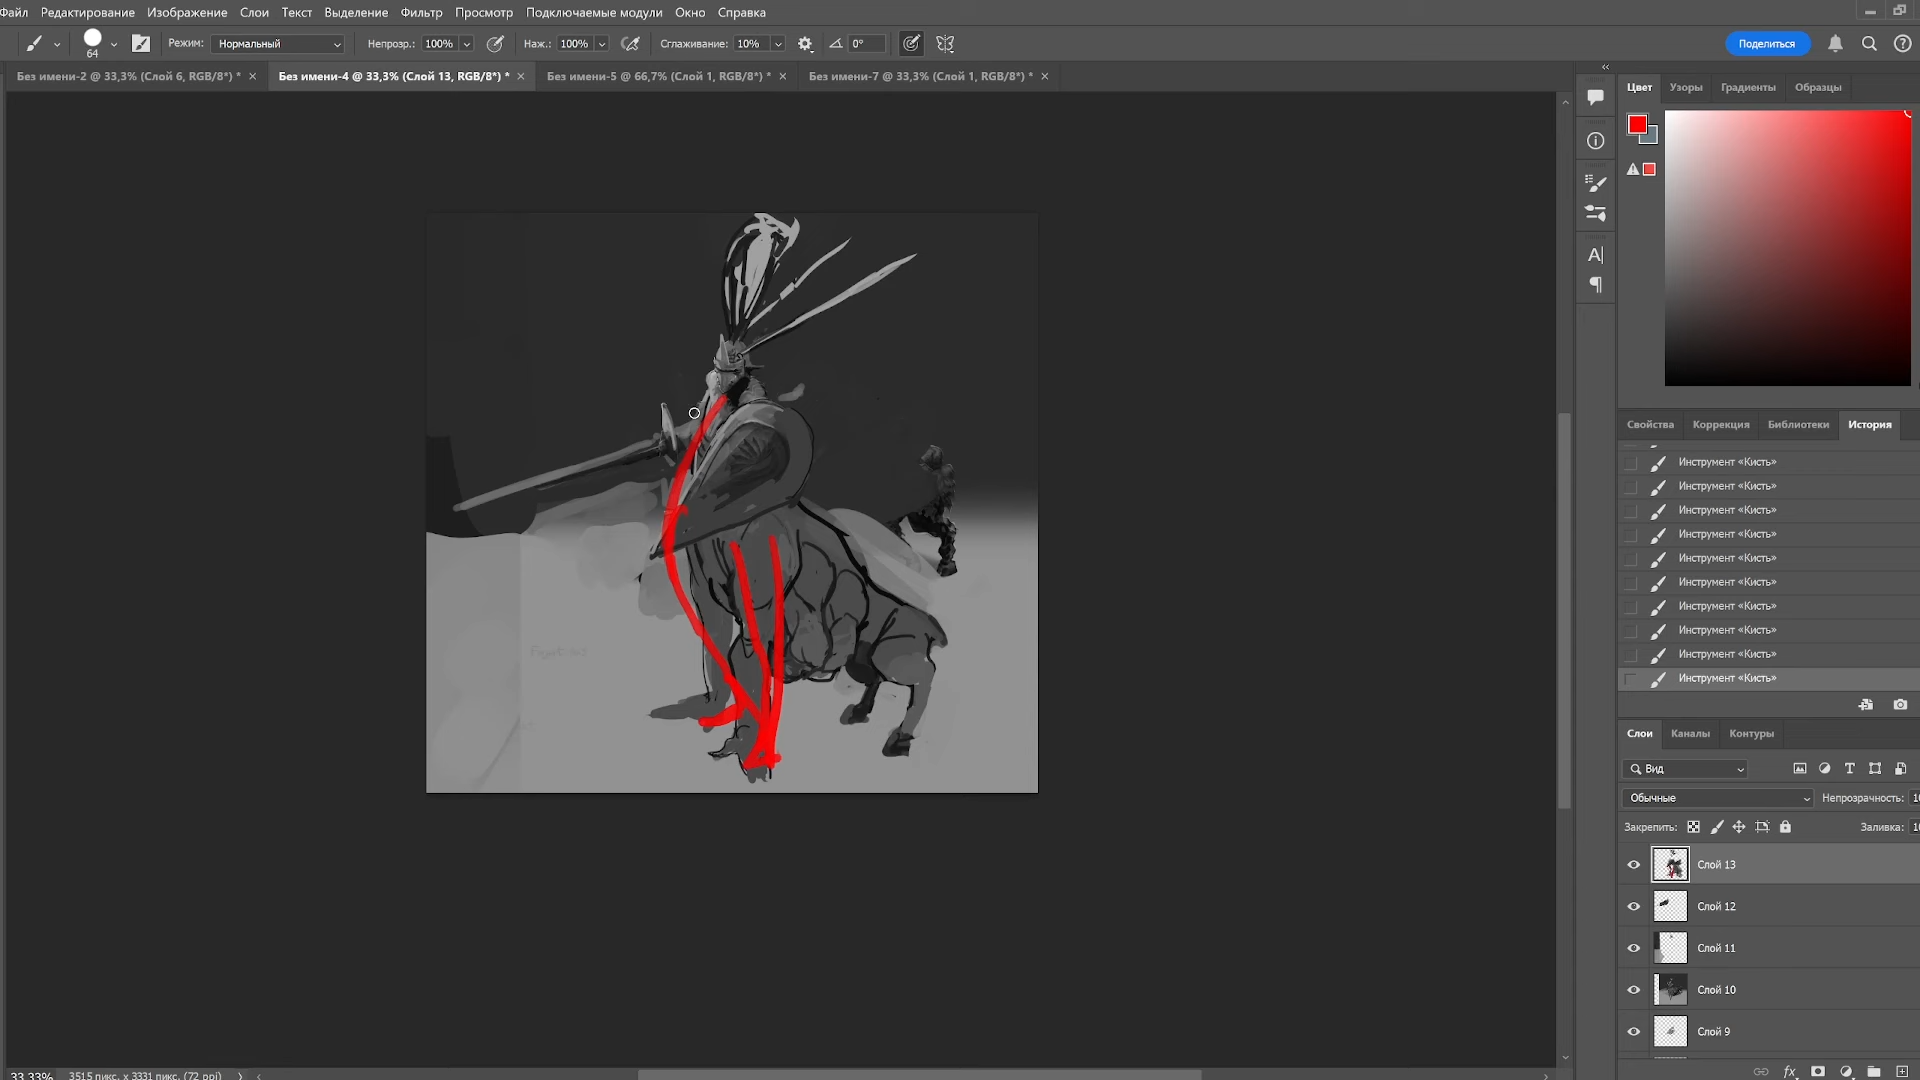 Файл Редактирование Изображение Слои Текст Выделение Фильтр Просмотр Подключаемые модули Окно Справка
64 Режим: Нормальный Непрозр.: 100% Наж.: 100% Сглаживание: 10% 0° Поделиться
Без имени-2 @ 33,3% (Слой 6, RGB/8*) * Без имени-4 @ 33,3% (Слой 13, RGB/8*) * Без имени-5 @ 66,7% (Слой 1, RGB/8*) * Без имени-7 @ 33,3% (Слой 1, RGB/8*) *
Цвет Узоры Градиенты Образцы
Свойства Коррекция Библиотеки История
Инструмент «Кисть»
Инструмент «Кисть»
Инструмент «Кисть»
Инструмент «Кисть»
Инструмент «Кисть»
Инструмент «Кисть»
Инструмент «Кисть»
Инструмент «Кисть»
Инструмент «Кисть»
Инструмент «Кисть»
Слои Каналы Контуры
Вид
Обычные Непрозрачность: 10
Закрепить: Заливка: 10
Слой 13
Слой 12
Слой 11
Слой 10
Слой 9
33,33% 3515 пикс. x 3331 пикс. (72 ppi)